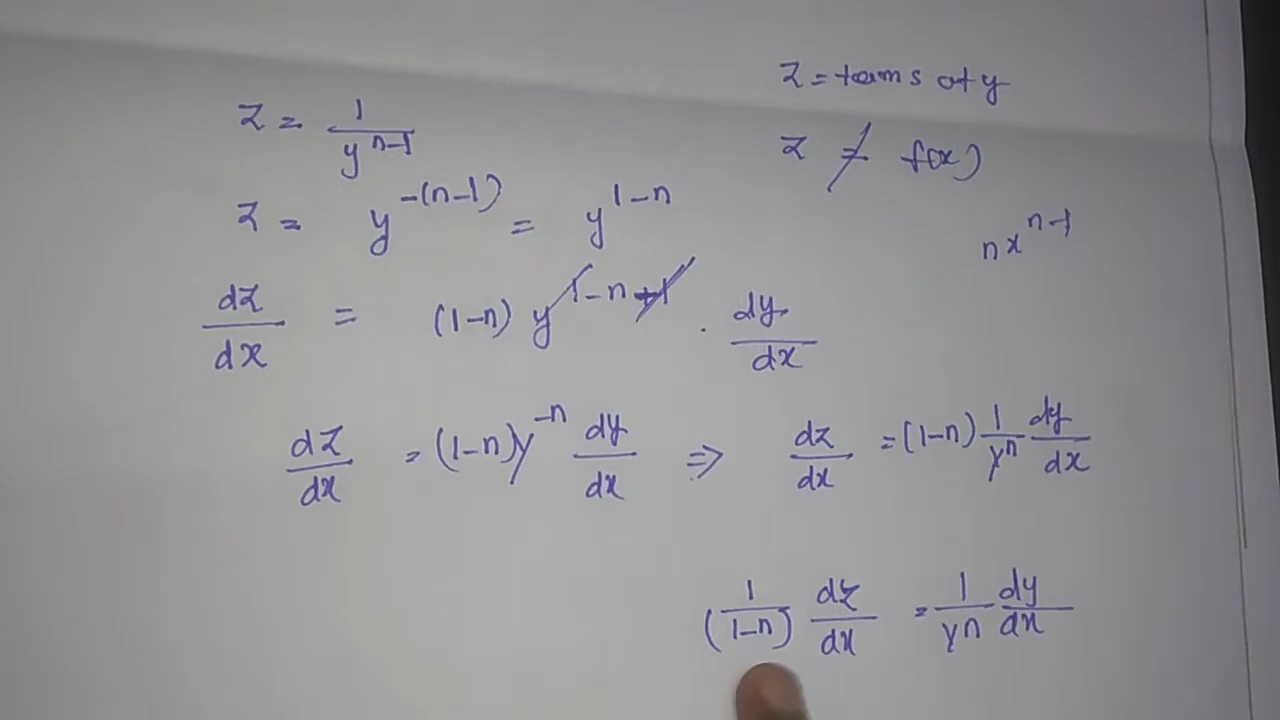 z = terms of y
z = 1/y^(n-1)
z ≠ f(x)
z = y^(-(n-1)) = y^(1-n)
n x^(n-1)
dz/dx = (1-n) y^(1-n+1) . dy/dx
dz/dx = (1-n) y^(-n) dy/dx ⇒ dz/dx = (1-n) 1/y^n dy/dx
(1/(1-n)) dz/dx = 1/yn dy/dx